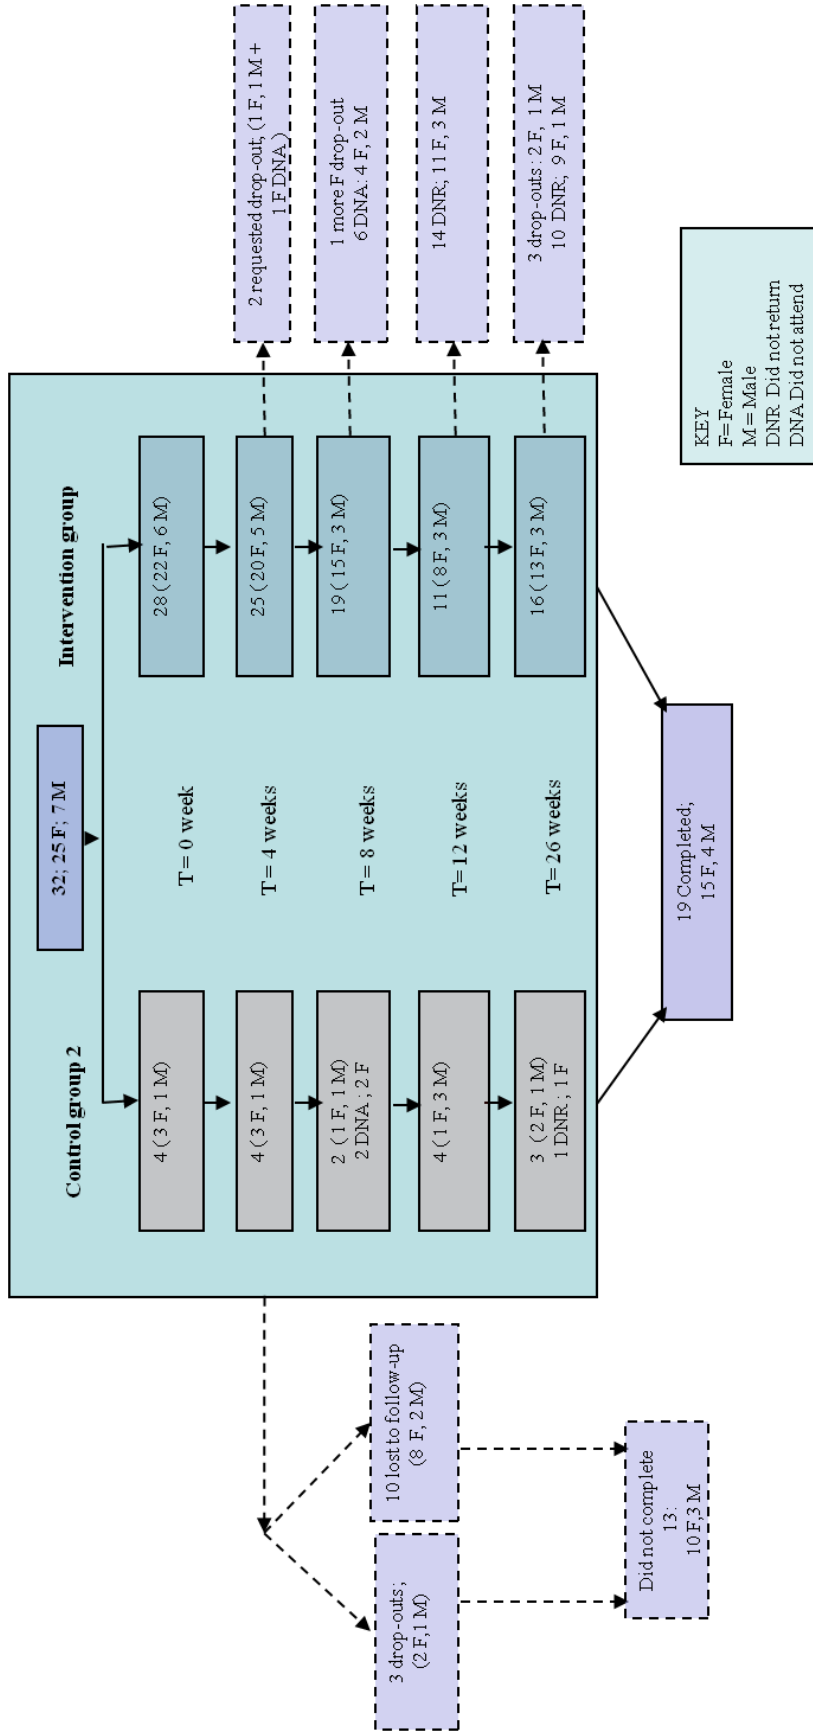 32; 25 F; 7 M
Control group 2
Intervention group
4 ( 3 F, 1 M)
T = 0 week
28 ( 22 F, 6 M)
4 ( 3 F, 1 M)
T = 4 weeks
25 ( 20 F, 5 M)
2 requested drop-out, (1 F, 1 M +
1 F DNA )
2 ( 1 F, 1 M)
2 DNA ; 2 F
T = 8 weeks
19 ( 15 F, 3 M)
1 more F drop-out
6 DNA: 4 F, 2 M
4 ( 1 F, 3 M)
T= 12 weeks
11 ( 8 F, 3 M)
14 DNR; 11 F, 3 M
3 ( 2 F, 1 M)
1 DNR ; 1 F
T= 26 weeks
16 ( 13 F, 3 M)
3 drop-outs : 2 F, 1 M
10 DNR; 9 F, 1 M
3 drop-outs ;
(2 F,1 M)
10 lost to follow-up
(8 F, 2 M)
Did not complete
13:
10 F,3 M
19 Completed;
15 F, 4 M
KEY
F= Female
M = Male
DNR Did not return
DNA Did not attend